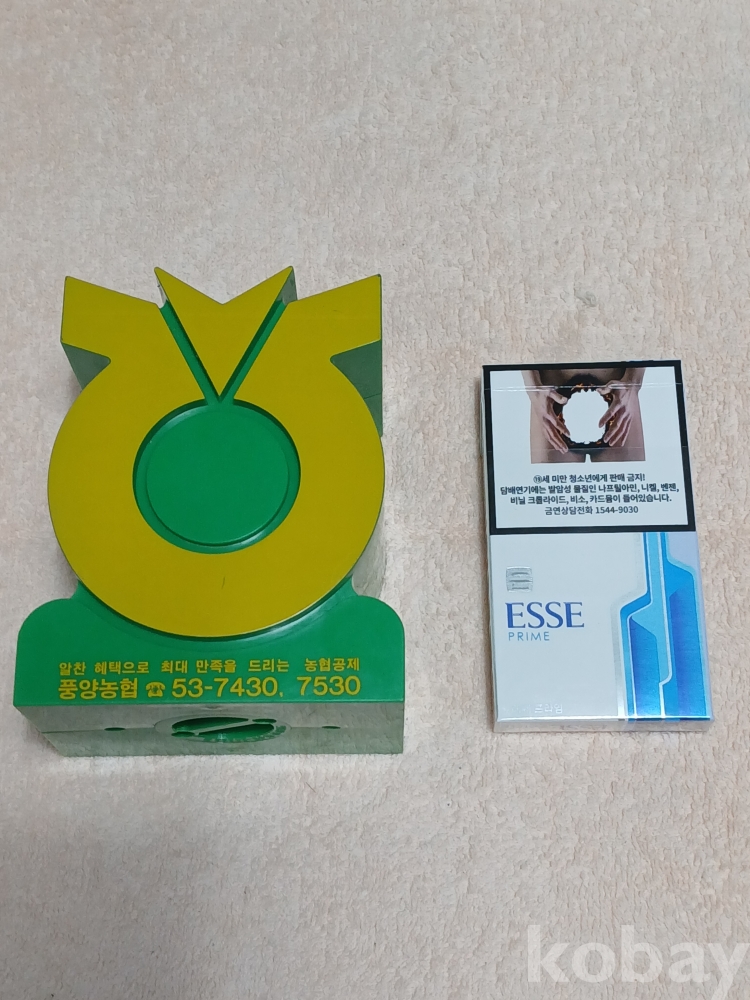 알찬 혜택으로 최대 만족을 드리는 농협공제
풍양농협 ☎ 53-7430, 7530
⑲세 미만 청소년에게 판매 금지!
담배연기에는 발암성 물질인 나프틸아민, 니켈, 벤젠,
비닐 크롤라이드, 비소, 카드뮴이 들어있습니다.
금연상담전화 1544-9030
ESSE
PRIME
프라임
kobay